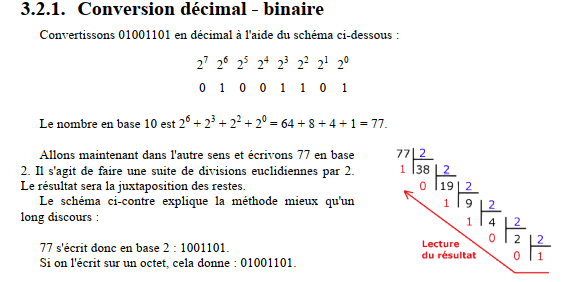 3.2.1. Conversion décimal - binaire
Convertissons 01001101 en décimal à l'aide du schéma ci-dessous :
2⁷ 2⁶ 2⁵ 2⁴ 2³ 2² 2¹ 2⁰
0 1 0 0 1 1 0 1
Le nombre en base 10 est 2⁶ + 2³ + 2² + 2⁰ = 64 + 8 + 4 + 1 = 77.
Allons maintenant dans l'autre sens et écrivons 77 en base
2. Il s'agit de faire une suite de divisions euclidiennes par 2.
Le résultat sera la juxtaposition des restes.
Le schéma ci-contre explique la méthode mieux qu'un
long discours :
77 s'écrit donc en base 2 : 1001101.
Si on l'écrit sur un octet, cela donne : 01001101.
77 2
1 38 2
0 19 2
1 9 2
1 4 2
0 2 2
0 1
Lecture
du résultat